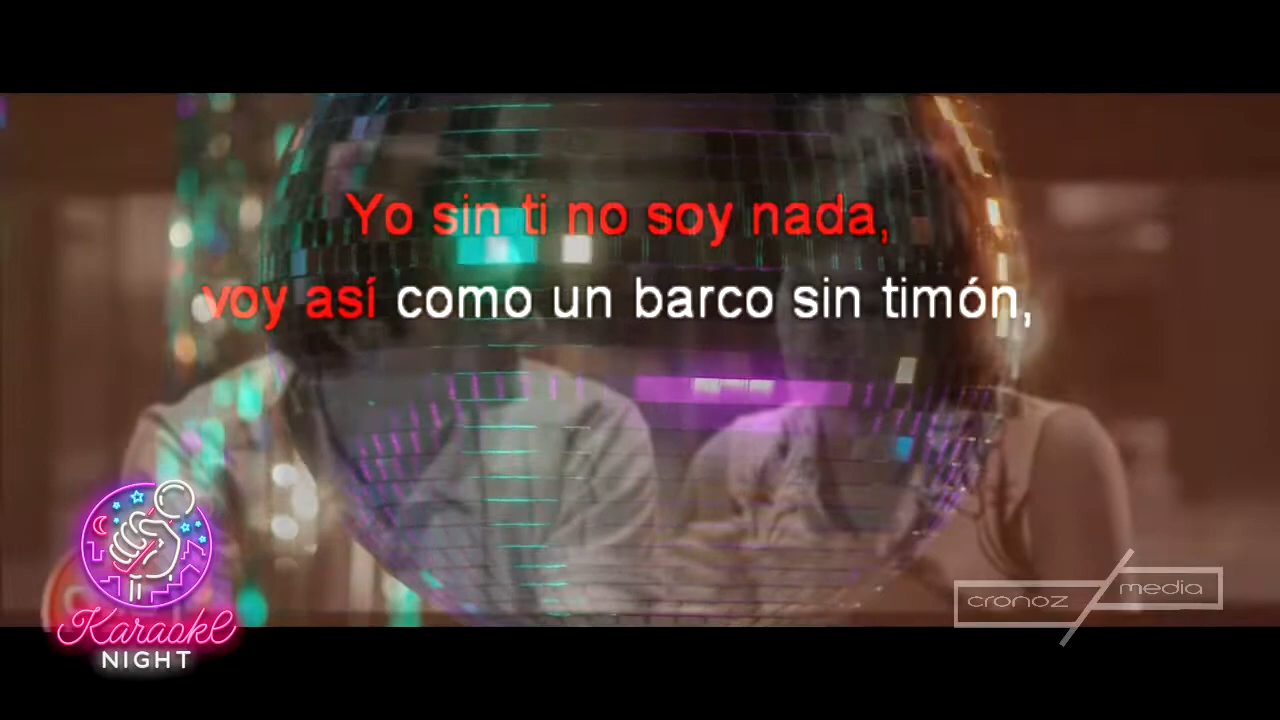 Yo sin ti no soy nada,
voy así como un barco sin timón,
Karaoke
NIGHT
cronoz media